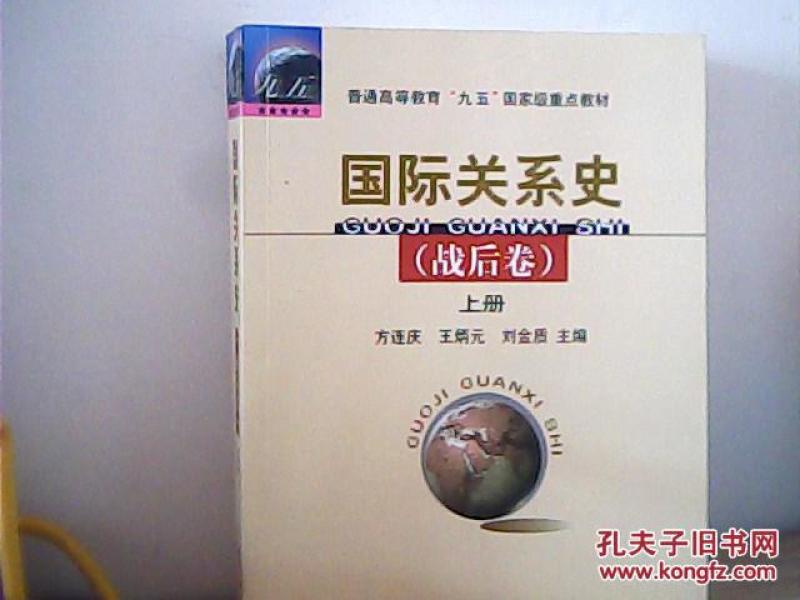 九五
普通高等教育“九五”国家级重点教材
国际关系史
GUOJI GUANXI SHI
（战后卷）
上册
方连庆 王炳元 刘金质 主编
GUOJI GUANXI SHI
孔夫子旧书网
www.kongfz.com